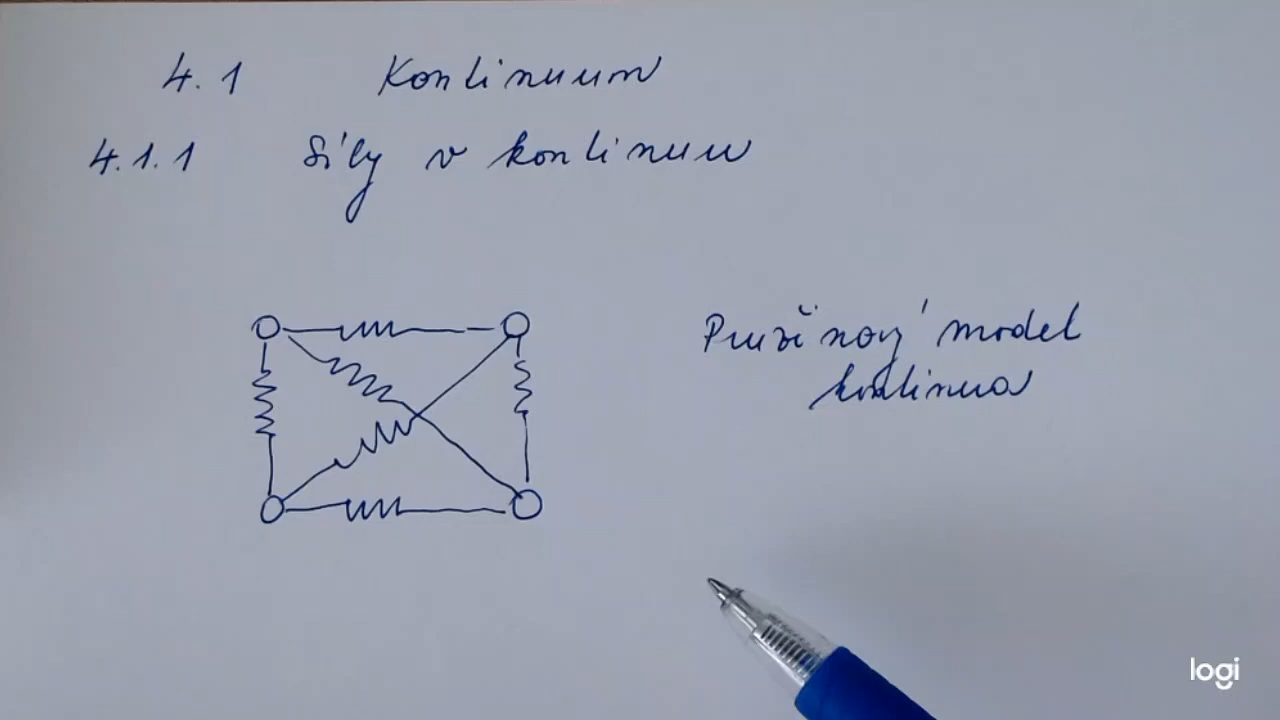 4.1 Kontinuum
4.1.1 Síly v kontinuu
Pružinový model
kontinua
logi